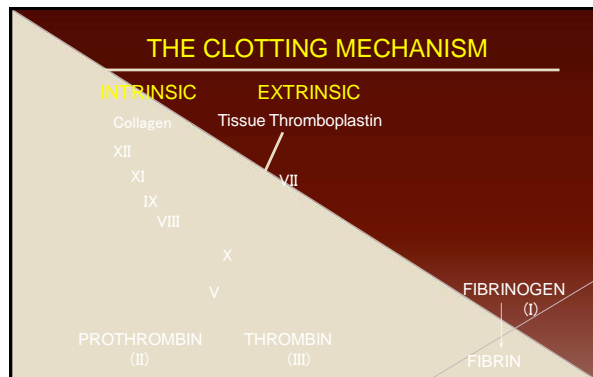 THE CLOTTING MECHANISM
INTRINSIC EXTRINSIC
Collagen Tissue Thromboplastin
XII
XI
VII
IX
VIII
X
V
FIBRINOGEN
(I)
PROTHROMBIN THROMBIN
(II) (III)
FIBRIN